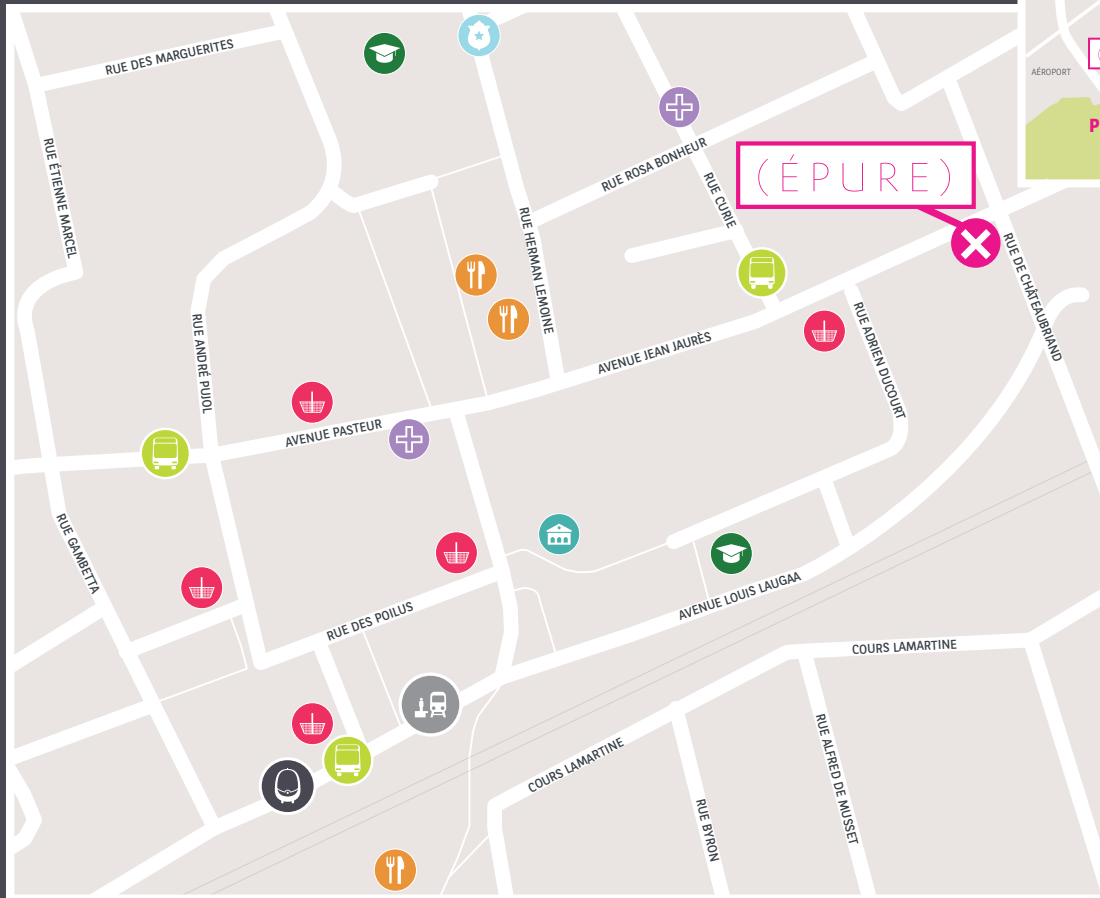 RUE DES MARGUERITES
AÉROPORT
P
RUE ÉTIENNE MARCEL
RUE ROSA BONHEUR
(ÉPURE)
RUE CURIE
RUE HERMAN LEMOINE
RUE DE CHÂTEAUBRIAND
RUE ANDRÉ PUJOL
AVENUE JEAN JAURÈS
RUE ADRIEN DUCOURT
AVENUE PASTEUR
RUE GAMBETTA
RUE DES POILUS
AVENUE LOUIS LAUGAA
COURS LAMARTINE
COURS LAMARTINE
RUE ALFRED DE MUSSET
RUE BYRON